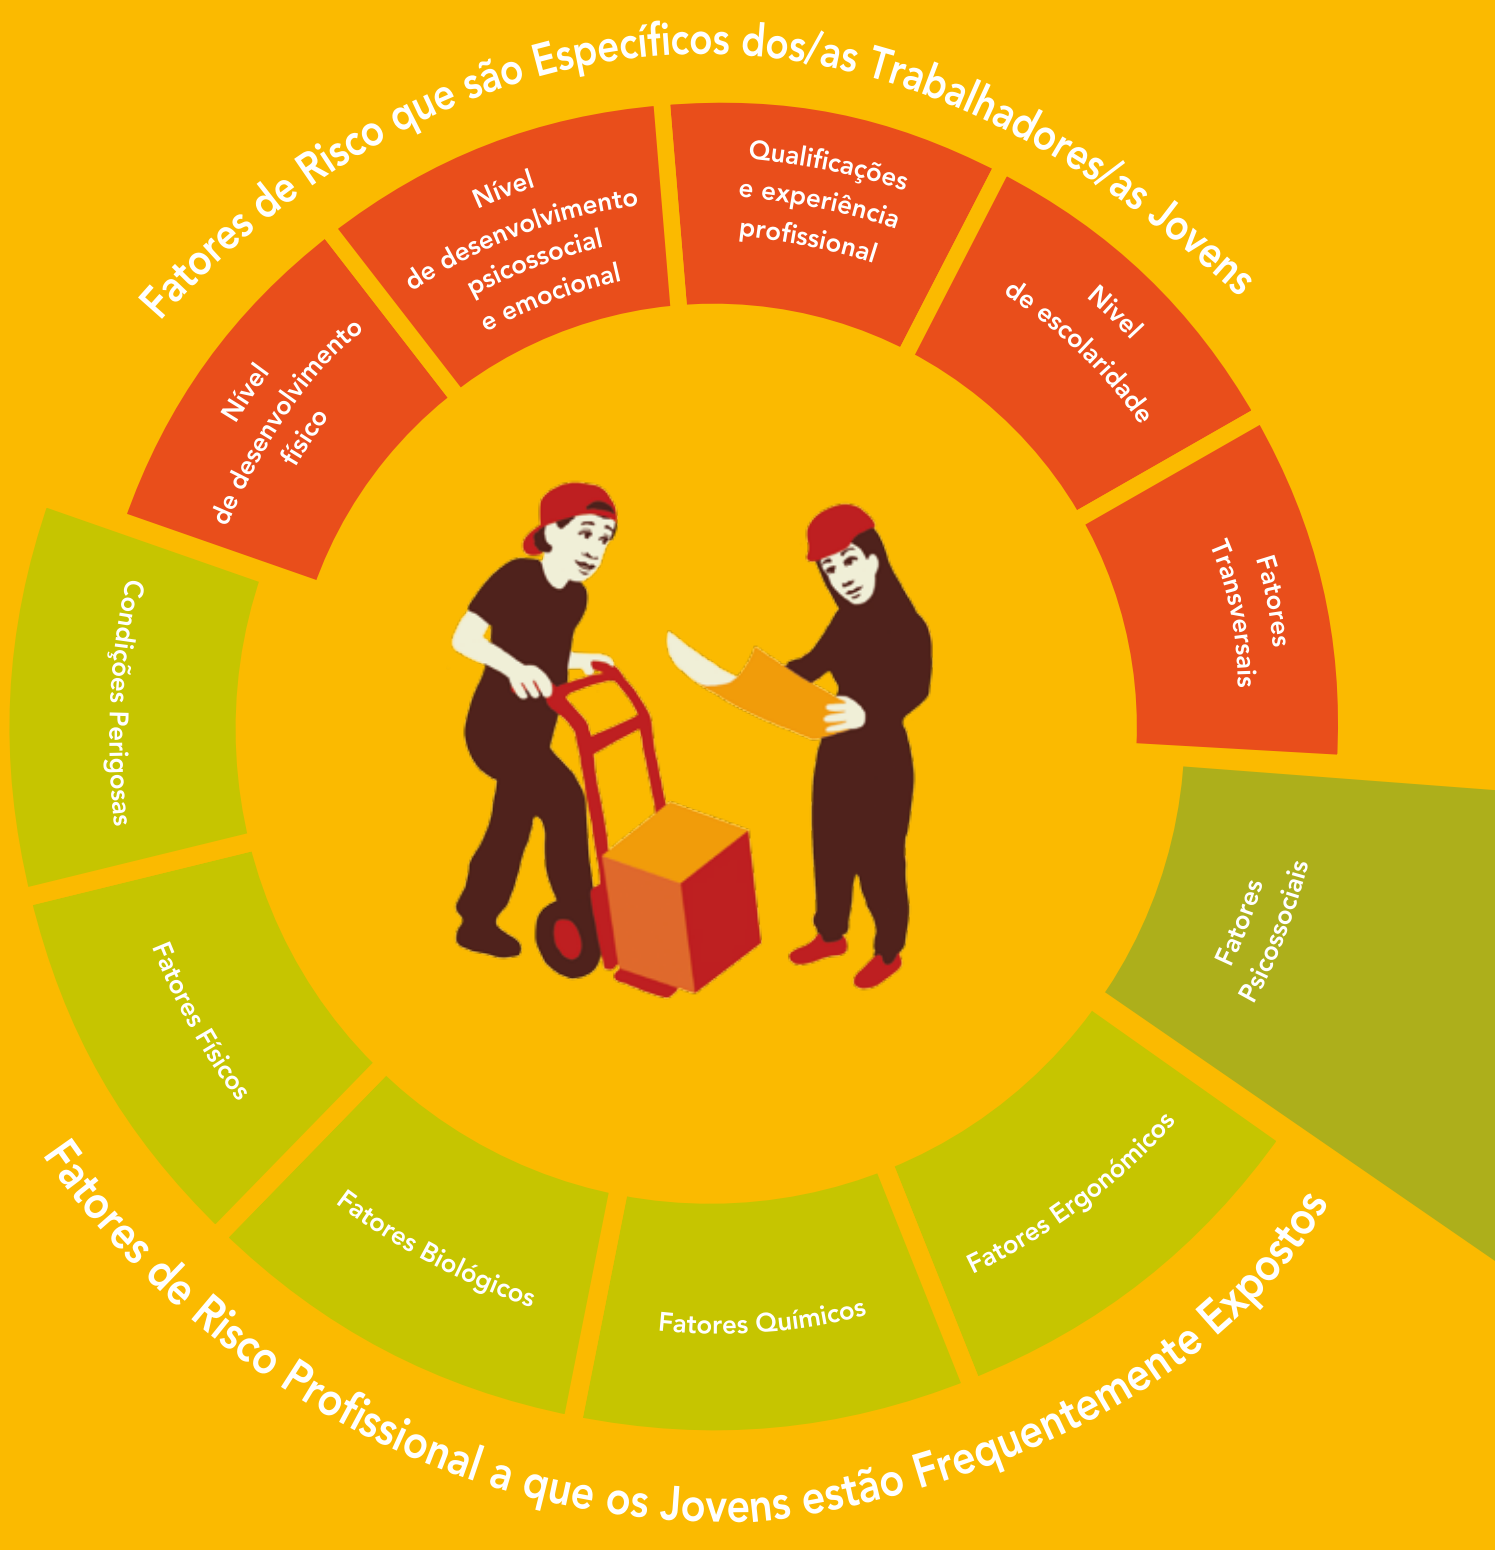 Fatores de Risco que são Específicos dos/as Trabalhadores/as Jovens
Nível
de desenvolvimento
físico
Nível
de desenvolvimento
psicossocial
e emocional
Qualificações
e experiência
profissional
Nivel
de escolaridade
Fatores
Transversais
Condições Perigosas
Fatores Físicos
Fatores Biológicos
Fatores Químicos
Fatores Ergonómicos
Fatores
Psicossociais
Fatores de Risco Profissional a que os Jovens estão Frequentemente Expostos